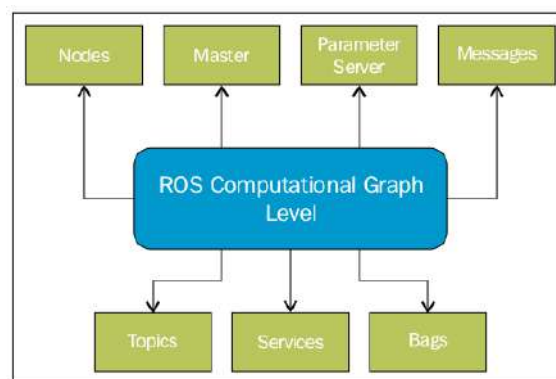 Nodes
Master
Parameter
Server
Messages
ROS Computational Graph
Level
Topics
Services
Bags